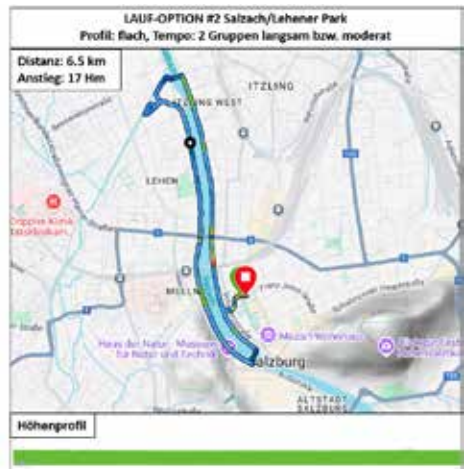 LAUF-OPTION #2 Salzach/Lehener Park
Profil: flach, Tempo: 2 Gruppen langsam bzw. moderat
Distanz: 6.5 km
Anstieg: 17 Hm
ITZLING
ITZLING WEST
LEHEN
MÜLLN
Haus der Natur - Museum
für Natur und Technik
Mozart-Wohnhaus
Salzburg
ALTSTADT
SALZBURG
Höhenprofil